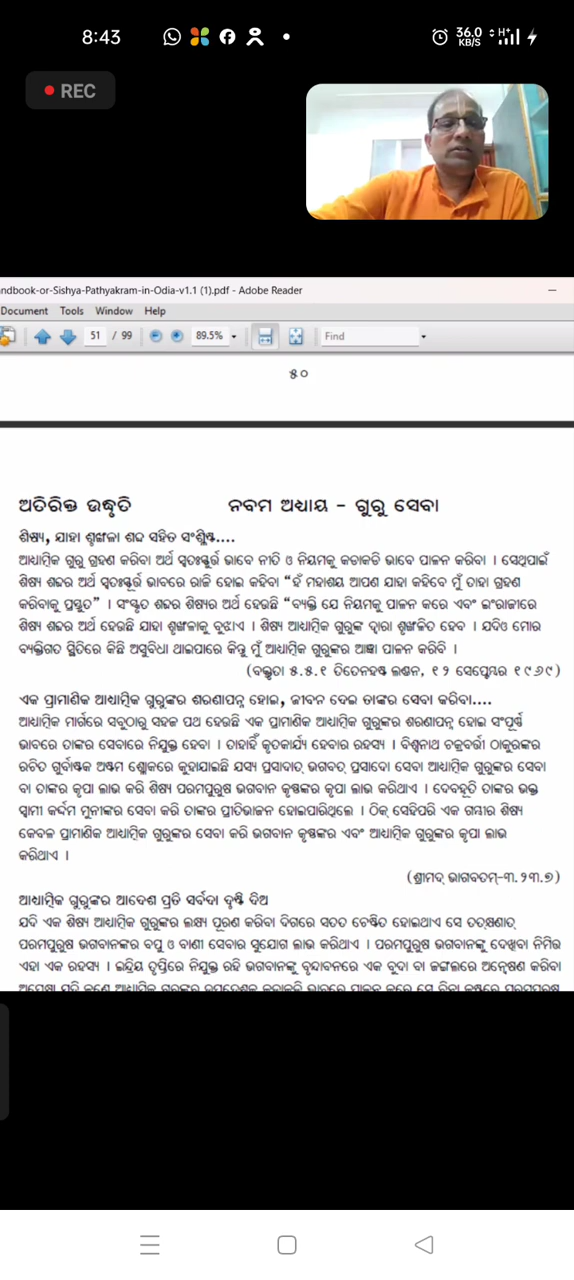 8:43
36.0 KB/S
REC
andbook-or-Sishya-Pathyakram-in-Odia-v1.1 (1).pdf - Adobe Reader
Document Tools Window Help
51 / 99 89.5% Find
୫୦
ଅତିରିକ୍ତ ଉଦ୍ଧୃତି ନବମ ଅଧ୍ୟାୟ – ଗୁରୁ ସେବା
ଶିଷ୍ୟ, ଯାହା ଶୃଙ୍ଖଳା ଶବ୍ଦ ସହିତ ସଂଶ୍ଳିଷ୍ଟ....
ଆଧ୍ୟାତ୍ମିକ ଗୁରୁ ଗ୍ରହଣ କରିବା ଅର୍ଥ ସ୍ୱତଃସ୍ଫୂର୍ତ୍ତ ଭାବେ ନୀତି ଓ ନିୟମକୁ କଡାକଡି ଭାବେ ପାଳନ କରିବା । ସେଥିପାଇଁ
ଶିଷ୍ୟ ଶବ୍ଦର ଅର୍ଥ ସ୍ୱତଃସ୍ଫୂର୍ତ୍ତ ଭାବରେ ରାଜି ହୋଇ କହିବା “ହଁ ମହାଶୟ ଆପଣ ଯାହା କହିବେ ମୁଁ ତାହା ଗ୍ରହଣ
କରିବାକୁ ପ୍ରସ୍ତୁତ” । ସଂସ୍କୃତ ଶବ୍ଦର ଶିଷ୍ୟର ଅର୍ଥ ହେଉଛି “ବ୍ୟକ୍ତି ଯେ ନିୟମକୁ ପାଳନ କରେ ଏବଂ ଇଂରାଜୀରେ
ଶିଷ୍ୟ ଶବ୍ଦର ଅର୍ଥ ହେଉଛି ଯାହା ଶୃଙ୍ଖଳାକୁ ବୁଝାଏ । ଶିଷ୍ୟ ଆଧ୍ୟାତ୍ମିକ ଗୁରୁଙ୍କ ଦ୍ୱାରା ଶୃଙ୍ଖଳିତ ହେବ । ଯଦିଓ ମୋର
ବ୍ୟକ୍ତିଗତ ସ୍ଥିତିରେ କିଛି ଅସୁବିଧା ଥାଇପାରେ କିନ୍ତୁ ମୁଁ ଆଧ୍ୟାତ୍ମିକ ଗୁରୁଙ୍କର ଆଜ୍ଞା ପାଳନ କରିବି ।
(ବକ୍ତୃତା ୫.୫.୧ ତିତେନହଷ୍ଟ ଲଣ୍ଡନ, ୧୨ ସେପ୍ଟେମ୍ବର ୧୯୬୯)
ଏକ ପ୍ରାମାଣିକ ଆଧ୍ୟାତ୍ମିକ ଗୁରୁଙ୍କର ଶରଣାପନ୍ନ ହୋଇ, ଜୀବନ ଦେଇ ତାଙ୍କର ସେବା କରିବା....
ଆଧ୍ୟାତ୍ମିକ ମାର୍ଗରେ ସବୁଠାରୁ ସହଜ ପଥ ହେଉଛି ଏକ ପ୍ରାମାଣିକ ଆଧ୍ୟାତ୍ମିକ ଗୁରୁଙ୍କର ଶରଣାପନ୍ନ ହୋଇ ସଂପୂର୍ଣ୍ଣ
ଭାବରେ ତାଙ୍କର ସେବାରେ ନିଯୁକ୍ତ ହେବା । ତାହାହିଁ କୃତକାର୍ଯ୍ୟ ହେବାର ରହସ୍ୟ । ବିଶ୍ୱନାଥ ଚକ୍ରବର୍ତ୍ତୀ ଠାକୁରଙ୍କର
ରଚିତ ଗୁର୍ବାଷ୍ଟକ ଅଷ୍ଟମ ଶ୍ଳୋକରେ କୁହାଯାଇଛି ଯସ୍ୟ ପ୍ରସାଦାତ୍ ଭଗବତ୍ ପ୍ରସାଦୋ ସେବା ଆଧ୍ୟାତ୍ମିକ ଗୁରୁଙ୍କର ସେବା
ବା ତାଙ୍କର କୃପା ଲାଭ କରି ଶିଷ୍ୟ ପରମପୁରୁଷ ଭଗବାନ କୃଷ୍ଣଙ୍କର କୃପା ଲାଭ କରିଥାଏ । ଦେବହୂତି ତାଙ୍କର ଭକ୍ତ
ସ୍ୱାମୀ କର୍ଦ୍ଦମ ମୁନୀଙ୍କର ସେବା କରି ତାଙ୍କର ପ୍ରୀତିଭାଜନ ହୋଇପାରିଥିଲେ । ଠିକ୍ ସେହିପରି ଏକ ଗମ୍ଭୀର ଶିଷ୍ୟ
କେବଳ ପ୍ରାମାଣିକ ଆଧ୍ୟାତ୍ମିକ ଗୁରୁଙ୍କର ସେବା କରି ଭଗବାନ କୃଷ୍ଣଙ୍କର ଏବଂ ଆଧ୍ୟାତ୍ମିକ ଗୁରୁଙ୍କର କୃପା ଲାଭ
କରିଥାଏ ।
(ଶ୍ରୀମଦ୍ ଭାଗବତମ୍-୩.୨୩.୭)
ଆଧ୍ୟାତ୍ମିକ ଗୁରୁଙ୍କର ଆଦେଶ ପ୍ରତି ସର୍ବଦା ଦୃଷ୍ଟି ଦିଅ
ଯଦି ଏକ ଶିଷ୍ୟ ଆଧ୍ୟାତ୍ମିକ ଗୁରୁଙ୍କର ଲକ୍ଷ୍ୟ ପୂରଣ କରିବା ଦିଗରେ ସତତ ଚେଷ୍ଟିତ ହୋଇଥାଏ ସେ ତତ୍‌କ୍ଷଣାତ୍
ପରମପୁରୁଷ ଭଗବାନଙ୍କର ବପୁ ଓ ବାଣୀ ସେବାର ସୁଯୋଗ ଲାଭ କରିଥାଏ । ପରମପୁରୁଷ ଭଗବାନଙ୍କୁ ଦେଖିବା ନିମିତ୍ତ
ଏହା ଏକ ରହସ୍ୟ । ଇନ୍ଦ୍ରିୟ ତୃପ୍ତିରେ ନିଯୁକ୍ତ ରହି ଭଗବାନଙ୍କୁ ବୃନ୍ଦାବନରେ ଏକ ବୁଦା ବା ଜଙ୍ଗଲରେ ଅନ୍ୱେଷଣ କରିବା